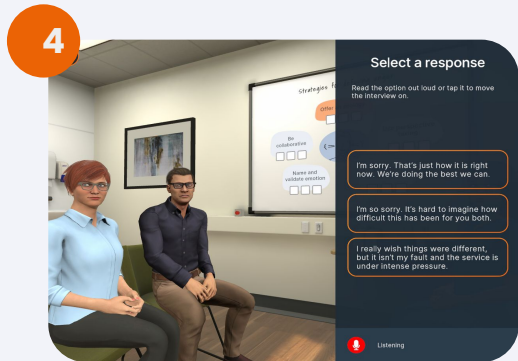 4
Select a response
Read the option out loud or tap it to move
the interview on.
Strategies
Offer
Be
collaborative
Name and
validate emotion
I'm sorry. That's just how it is right
now. We're doing the best we can.
I'm so sorry. It's hard to imagine how
difficult this has been for you both.
I really wish things were different,
but it isn't my fault and the service is
under intense pressure.
Listening